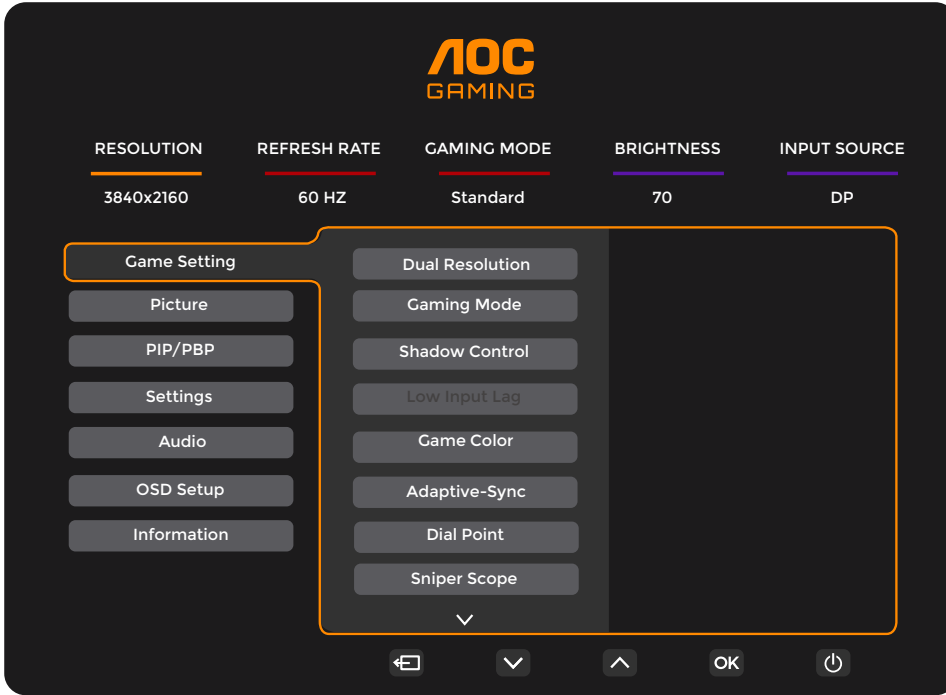 AOC
GAMING
RESOLUTION REFRESH RATE GAMING MODE BRIGHTNESS INPUT SOURCE
3840x2160 60 HZ Standard 70 DP
Game Setting
Picture
PIP/PBP
Settings
Audio
OSD Setup
Information
Dual Resolution
Gaming Mode
Shadow Control
Low Input Lag
Game Color
Adaptive-Sync
Dial Point
Sniper Scope
OK